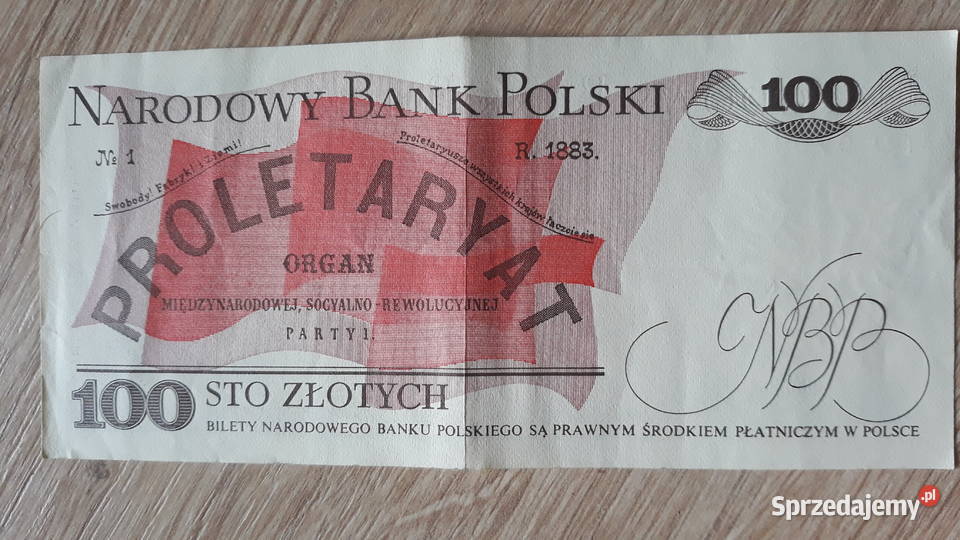 NARODOWY BANK POLSKI
100
№ 1
R. 1883.
Swobody! Fabryk! i Ziemi!
Proletaryusze wszystkich krajów łączcie się
PROLETARYAT
ORGAN
MIĘDZYNARODOWEJ, SOCYALNO-REWOLUCYJNEJ
PARTYI.
NBP
100 STO ZŁOTYCH
BILETY NARODOWEGO BANKU POLSKIEGO SĄ PRAWNYM ŚRODKIEM PŁATNICZYM W POLSCE
Sprzedajemy.pl